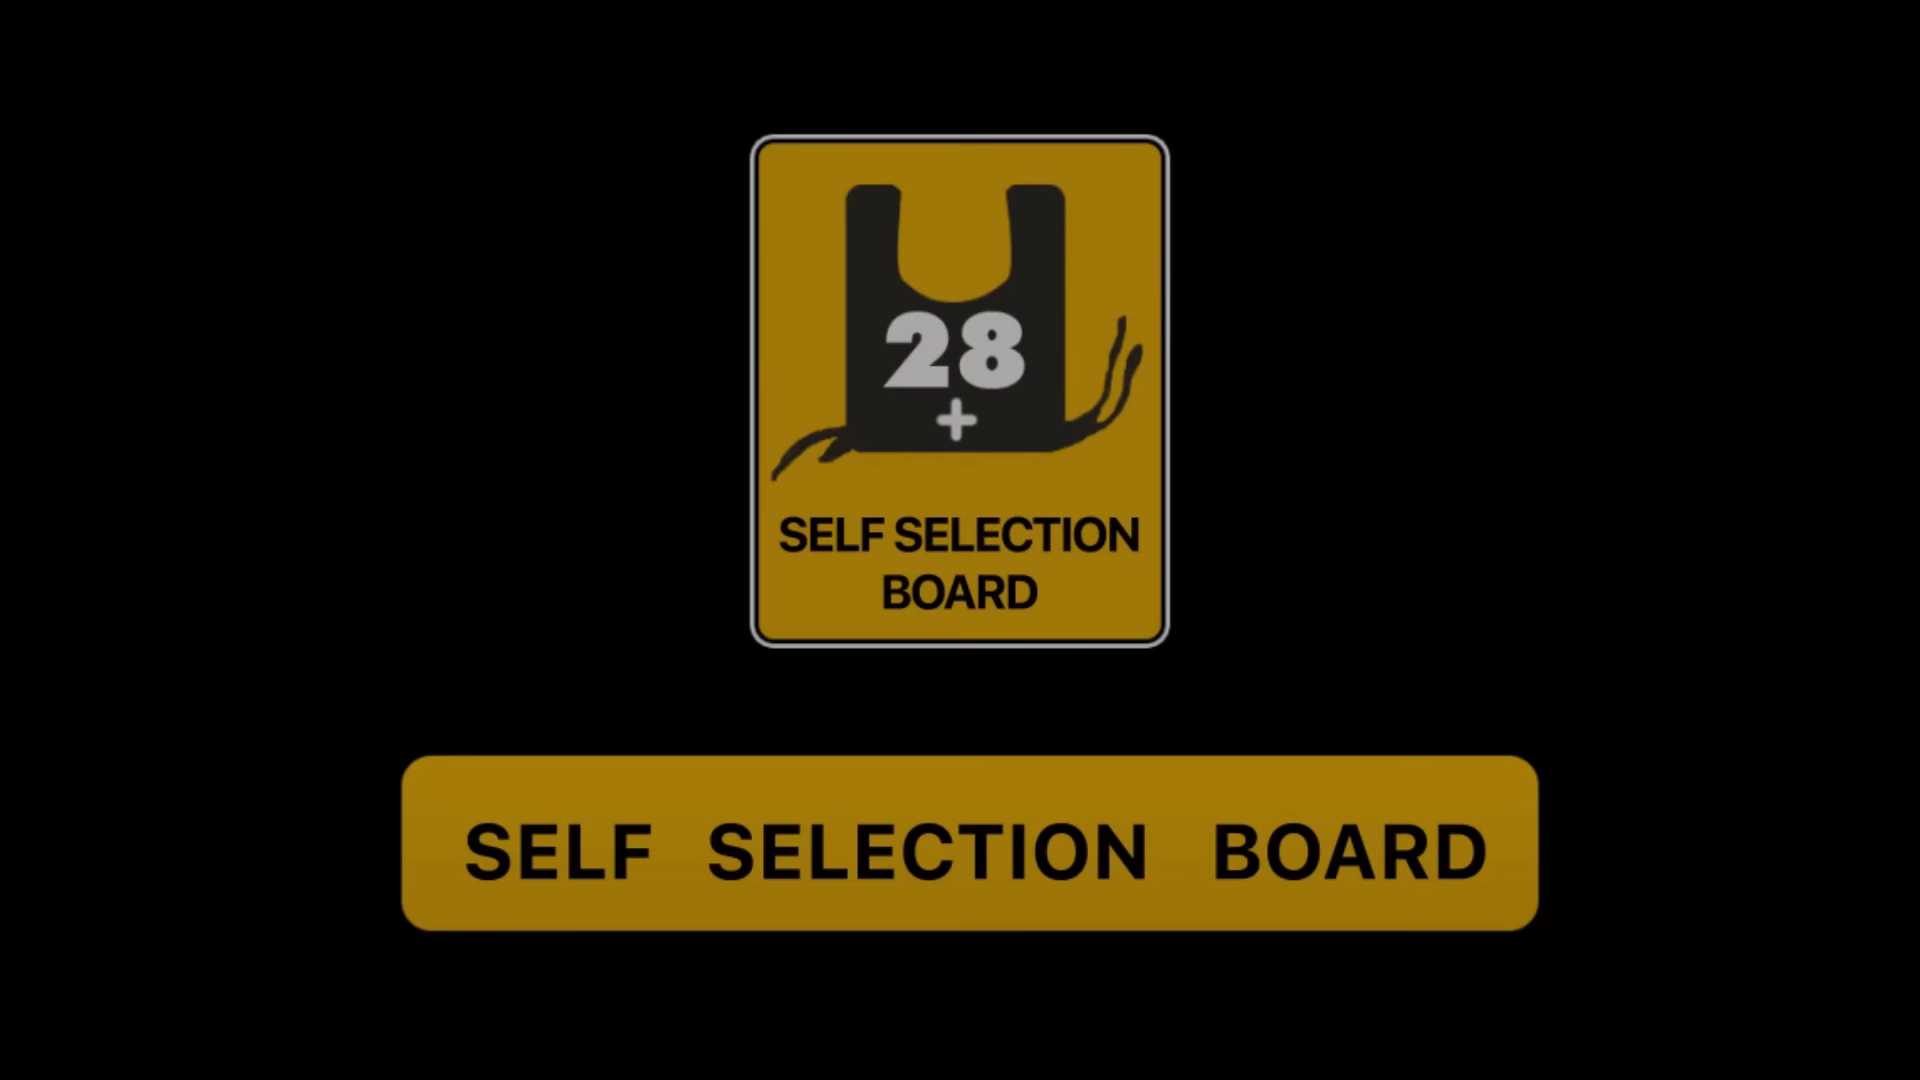 28
+
SELF SELECTION
BOARD
SELF SELECTION BOARD